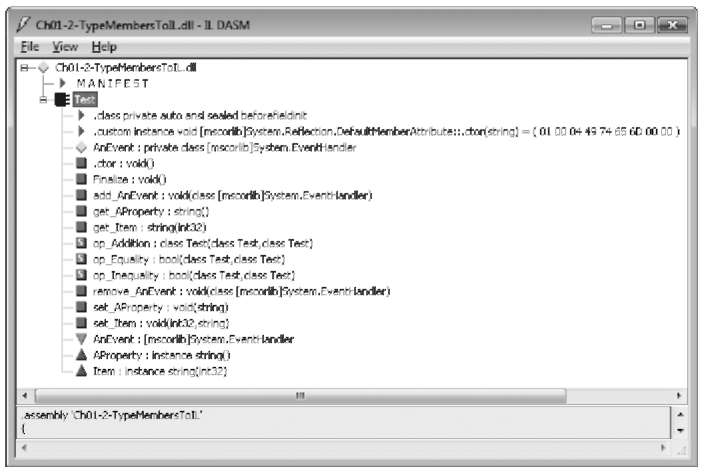 Ch01-2-TypeMembersToIL.dll - IL DASM
File View Help
Ch01-2-TypeMembersToIL.dll
MANIFEST
Test
.class private auto ansi sealed beforefieldinit
.custom instance void [mscorlib]System.Reflection.DefaultMemberAttribute::.ctor(string) = ( 01 00 04 49 74 65 6D 00 00 )
AnEvent : private class [mscorlib]System.EventHandler
.ctor : void()
Finalize : void()
add_AnEvent : void(class [mscorlib]System.EventHandler)
get_AProperty : string()
get_Item : string(int32)
op_Addition : class Test(class Test,class Test)
op_Equality : bool(class Test,class Test)
op_Inequality : bool(class Test,class Test)
remove_AnEvent : void(class [mscorlib]System.EventHandler)
set_AProperty : void(string)
set_Item : void(int32,string)
AnEvent : [mscorlib]System.EventHandler
AProperty : instance string()
Item : instance string(int32)
.assembly 'Ch01-2-TypeMembersToIL'
{